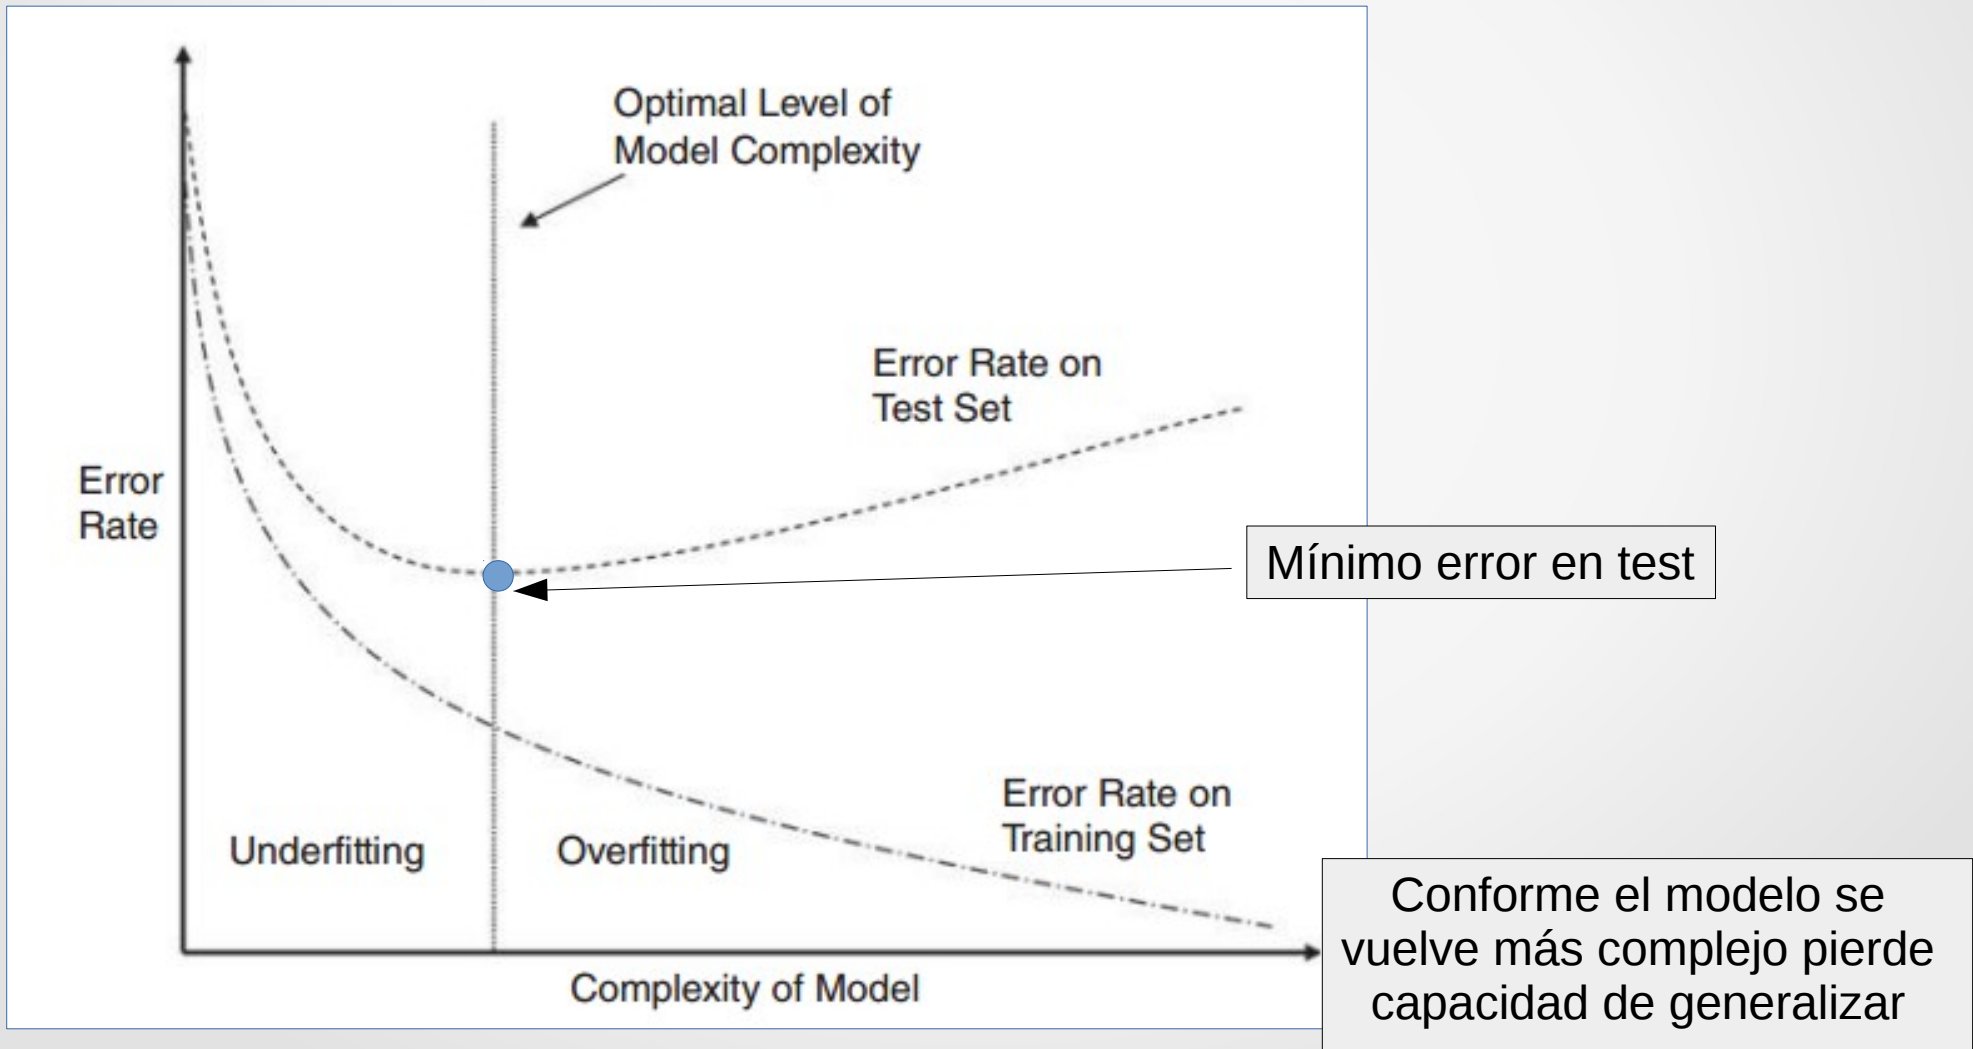 Optimal Level of
Model Complexity
Error Rate on
Test Set
Error
Rate
Mínimo error en test
Error Rate on
Training Set
Underfitting
Overfitting
Conforme el modelo se
vuelve más complejo pierde
capacidad de generalizar
Complexity of Model